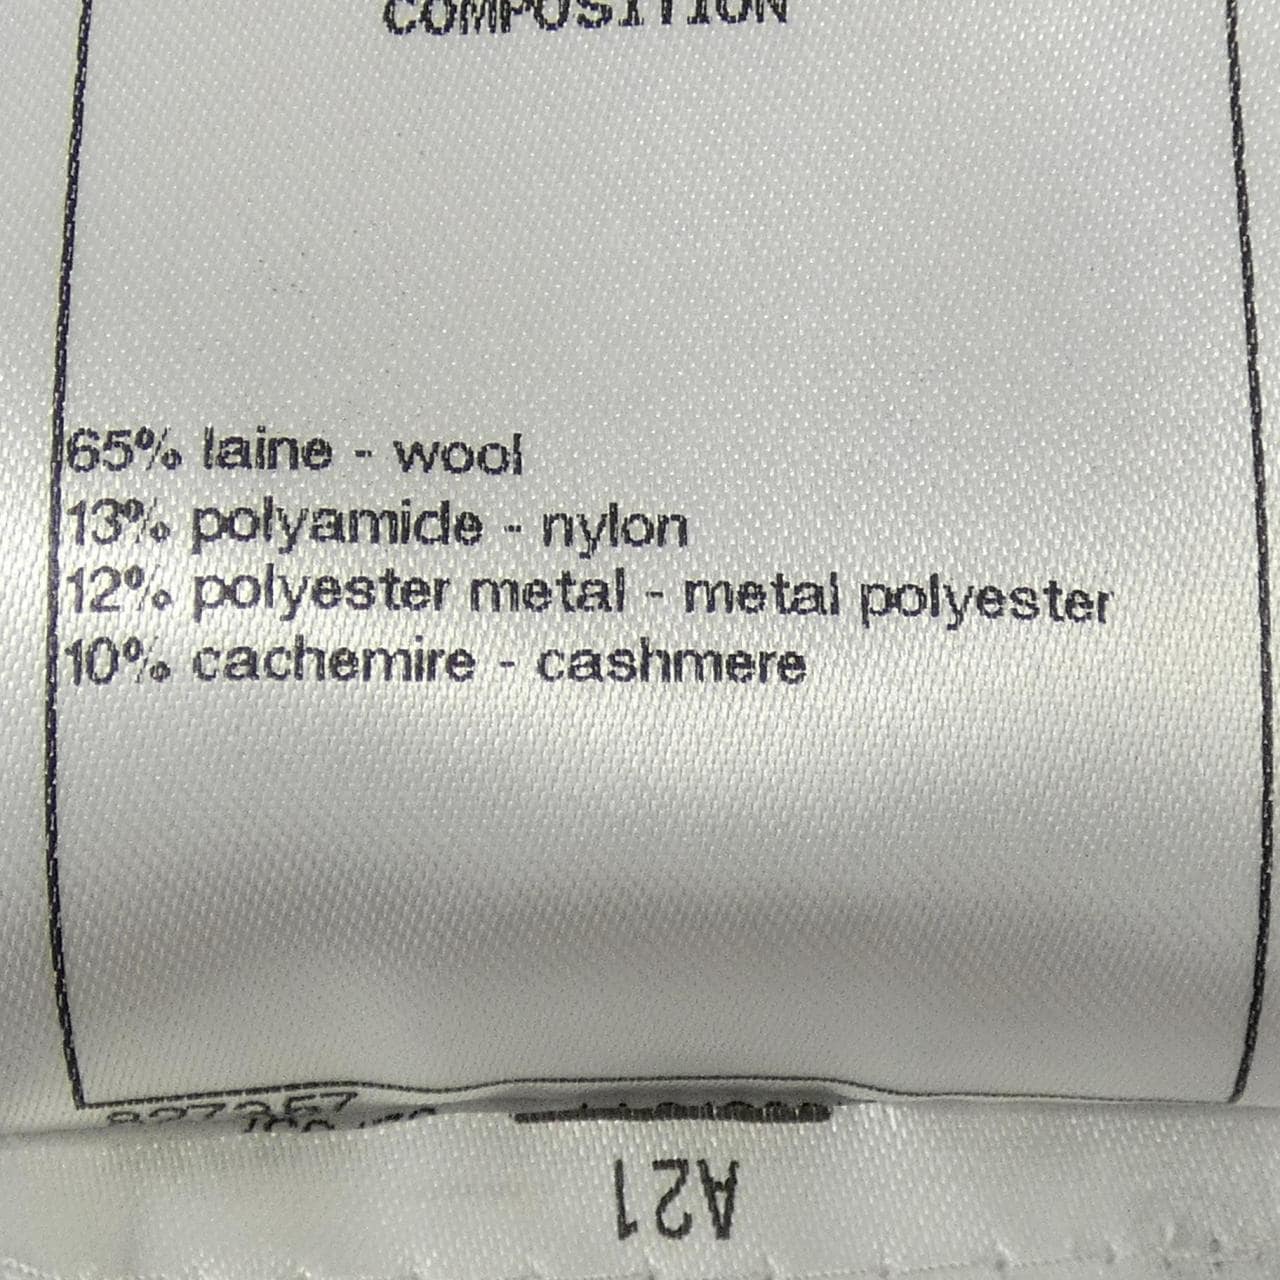 COMPOSITION
65% laine - wool
13% polyamide - nylon
12% polyester metal - metal polyester
10% cachemire - cashmere
A21